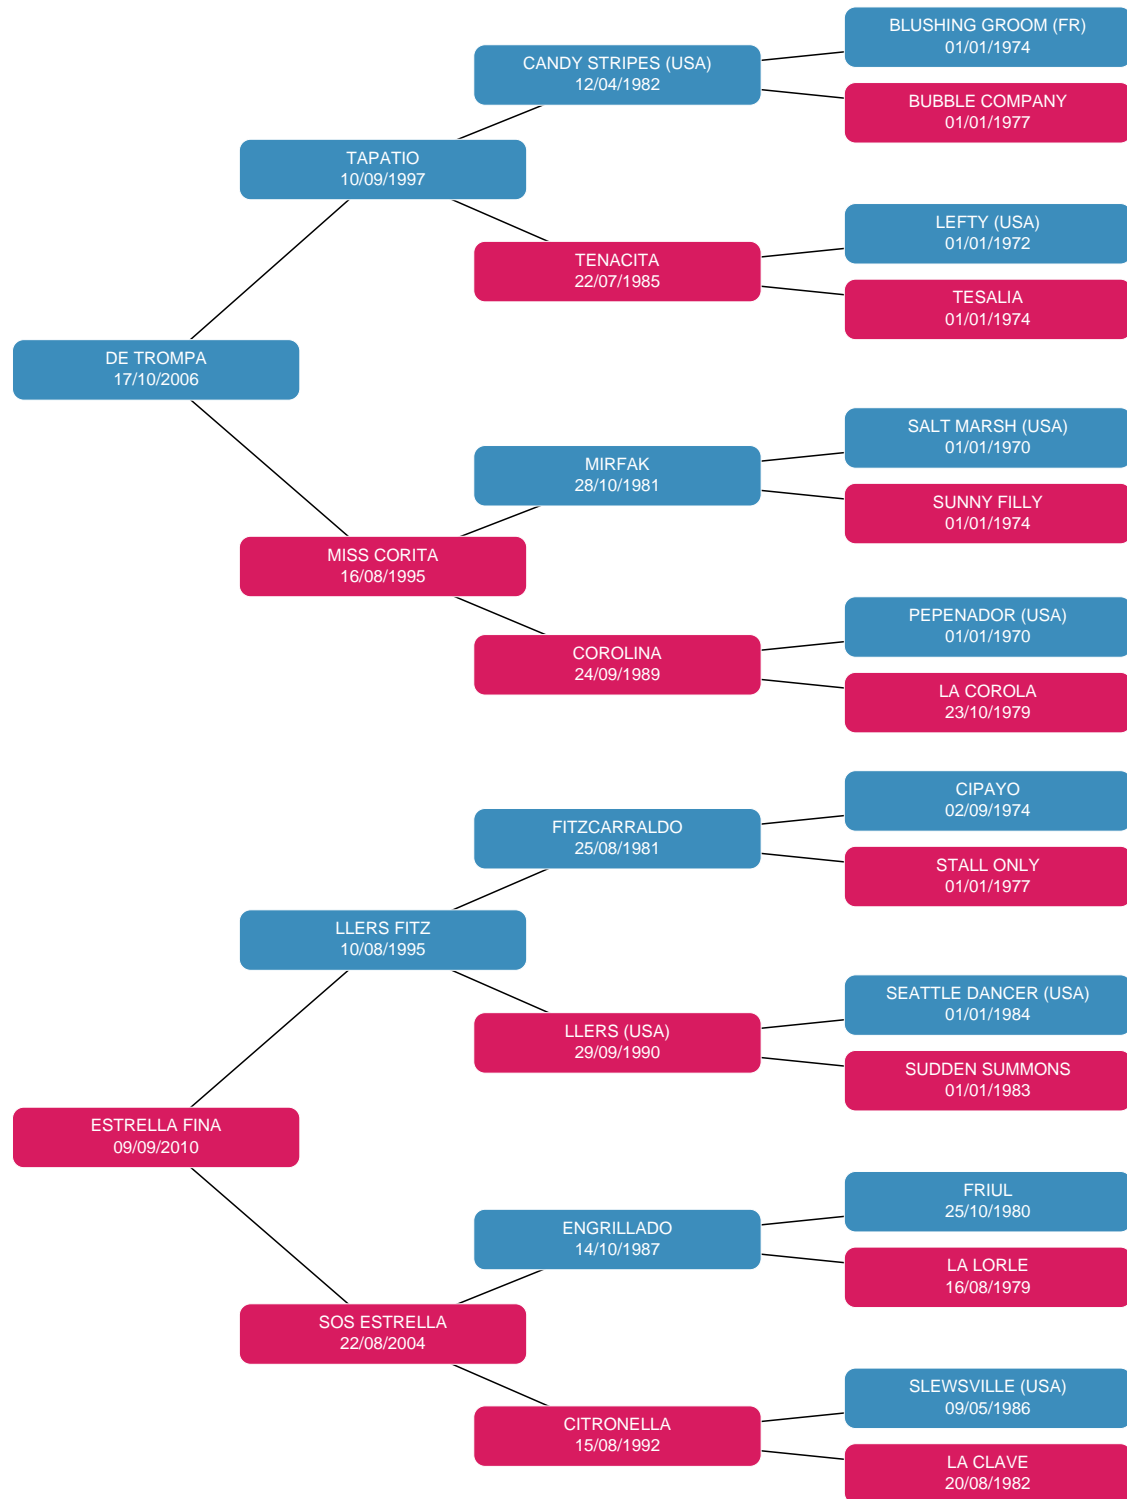 BLUSHING GROOM (FR)
01/01/1974
CANDY STRIPES (USA)
12/04/1982
BUBBLE COMPANY
01/01/1977
TAPATIO
10/09/1997
LEFTY (USA)
01/01/1972
TENACITA
22/07/1985
TESALIA
01/01/1974
DE TROMPA
17/10/2006
SALT MARSH (USA)
01/01/1970
MIRFAK
28/10/1981
SUNNY FILLY
01/01/1974
MISS CORITA
16/08/1995
PEPENADOR (USA)
01/01/1970
COROLINA
24/09/1989
LA COROLA
23/10/1979
CIPAYO
02/09/1974
FITZCARRALDO
25/08/1981
STALL ONLY
01/01/1977
LLERS FITZ
10/08/1995
SEATTLE DANCER (USA)
01/01/1984
LLERS (USA)
29/09/1990
SUDDEN SUMMONS
01/01/1983
ESTRELLA FINA
09/09/2010
FRIUL
25/10/1980
ENGRILLADO
14/10/1987
LA LORLE
16/08/1979
SOS ESTRELLA
22/08/2004
SLEWSVILLE (USA)
09/05/1986
CITRONELLA
15/08/1992
LA CLAVE
20/08/1982